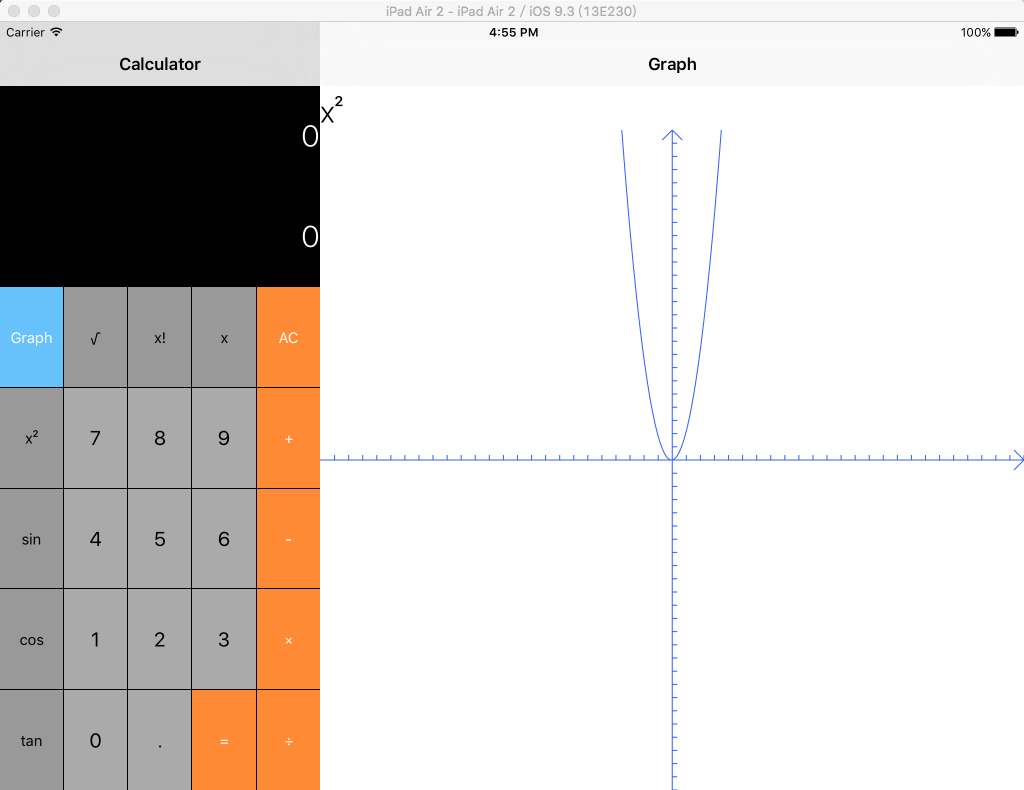 iPad Air 2 - iPad Air 2 / iOS 9.3 (13E230)
Carrier 4:55 PM 100%
Calculator Graph
x²
0
0
Graph √ x! x AC
x² 7 8 9 +
sin 4 5 6 -
cos 1 2 3 ×
tan 0 . = ÷